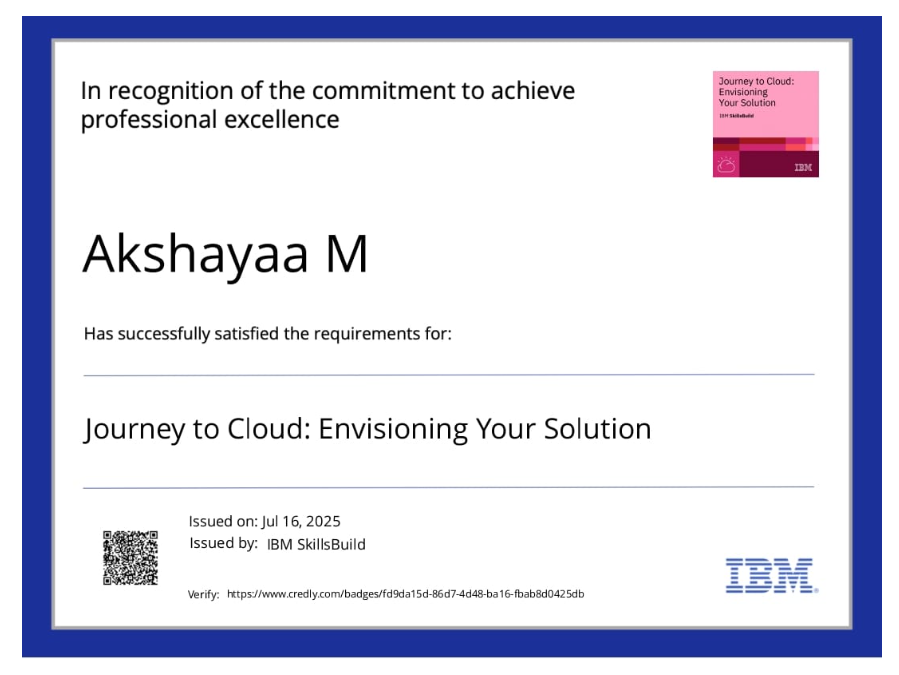 In recognition of the commitment to achieve
professional excellence
Journey to Cloud:
Envisioning
Your Solution
IBM SkillsBuild
IBM
Akshayaa M
Has successfully satisfied the requirements for:
Journey to Cloud: Envisioning Your Solution
Issued on: Jul 16, 2025
Issued by: IBM SkillsBuild
Verify: https://www.credly.com/badges/fd9da15d-86d7-4d48-ba16-fbab8d0425db
IBM®